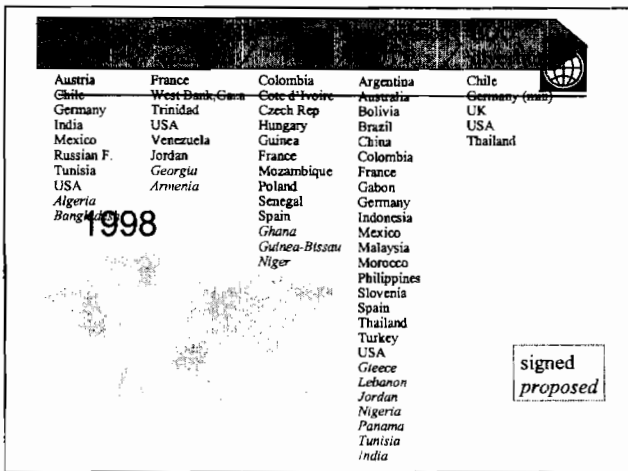 Austria
Chile
Germany
India
Mexico
Russian F.
Tunisia
USA
Algeria
Bangladesh
1998
France
West Bank, Gaza
Trinidad
USA
Venezuela
Jordan
Georgia
Armenia
Colombia
Cote d'Ivoire
Czech Rep
Hungary
Guinea
France
Mozambique
Poland
Senegal
Spain
Ghana
Guinea-Bissau
Niger
Argentina
Australia
Bolivia
Brazil
China
Colombia
France
Gabon
Germany
Indonesia
Mexico
Malaysia
Morocco
Philippines
Slovenia
Spain
Thailand
Turkey
USA
Gleece
Lebanon
Jordan
Nigeria
Panama
Tunisia
India
Chile
Germany
UK
USA
Thailand
signed
proposed